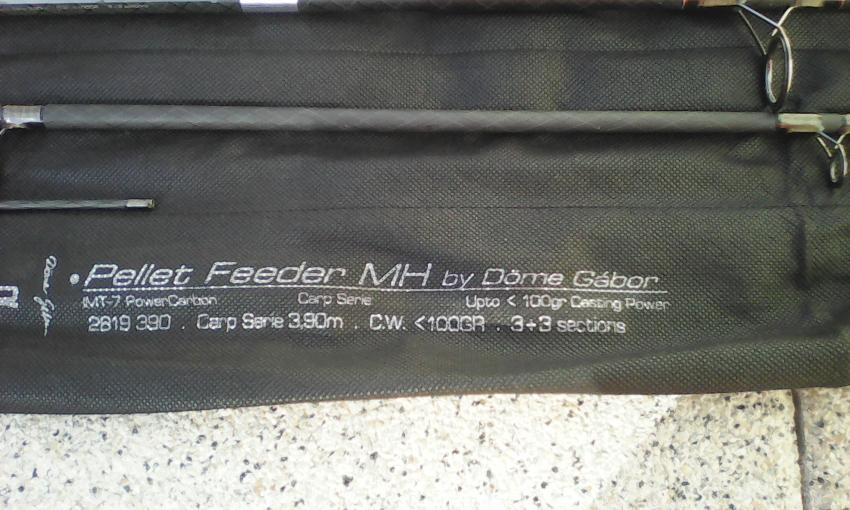 Pellet Feeder MH by Döme Gábor
IMT-7 PowerCarbon Carp Serie Upto < 100gr Casting Power
2819 390 . Carp Serie 3,90m . C.W. <100GR . 3+3 sections